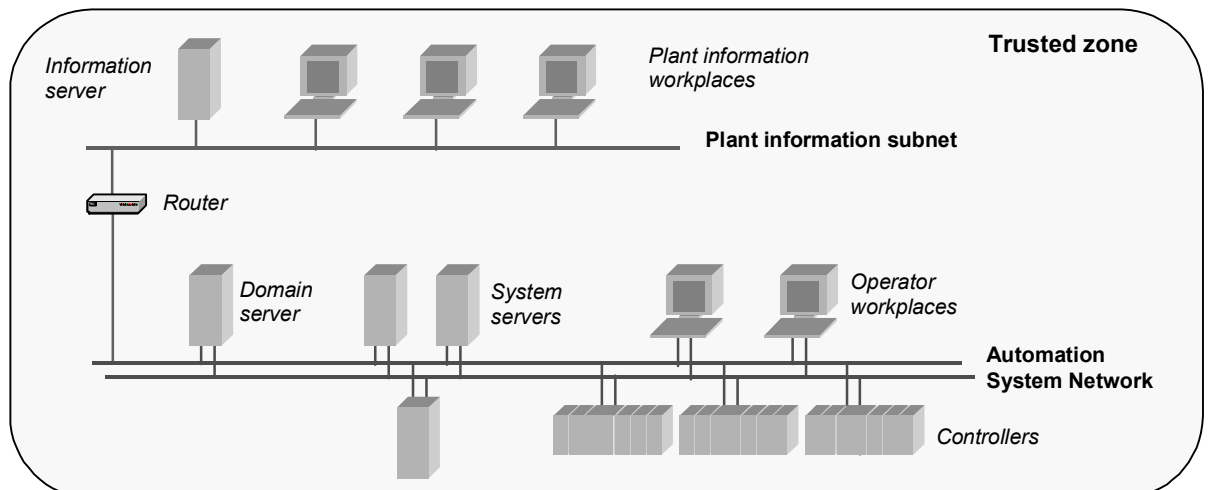 Trusted zone
Information
server
Plant information
workplaces
Plant information subnet
Router
Domain
server
System
servers
Operator
workplaces
Automation
System Network
Controllers